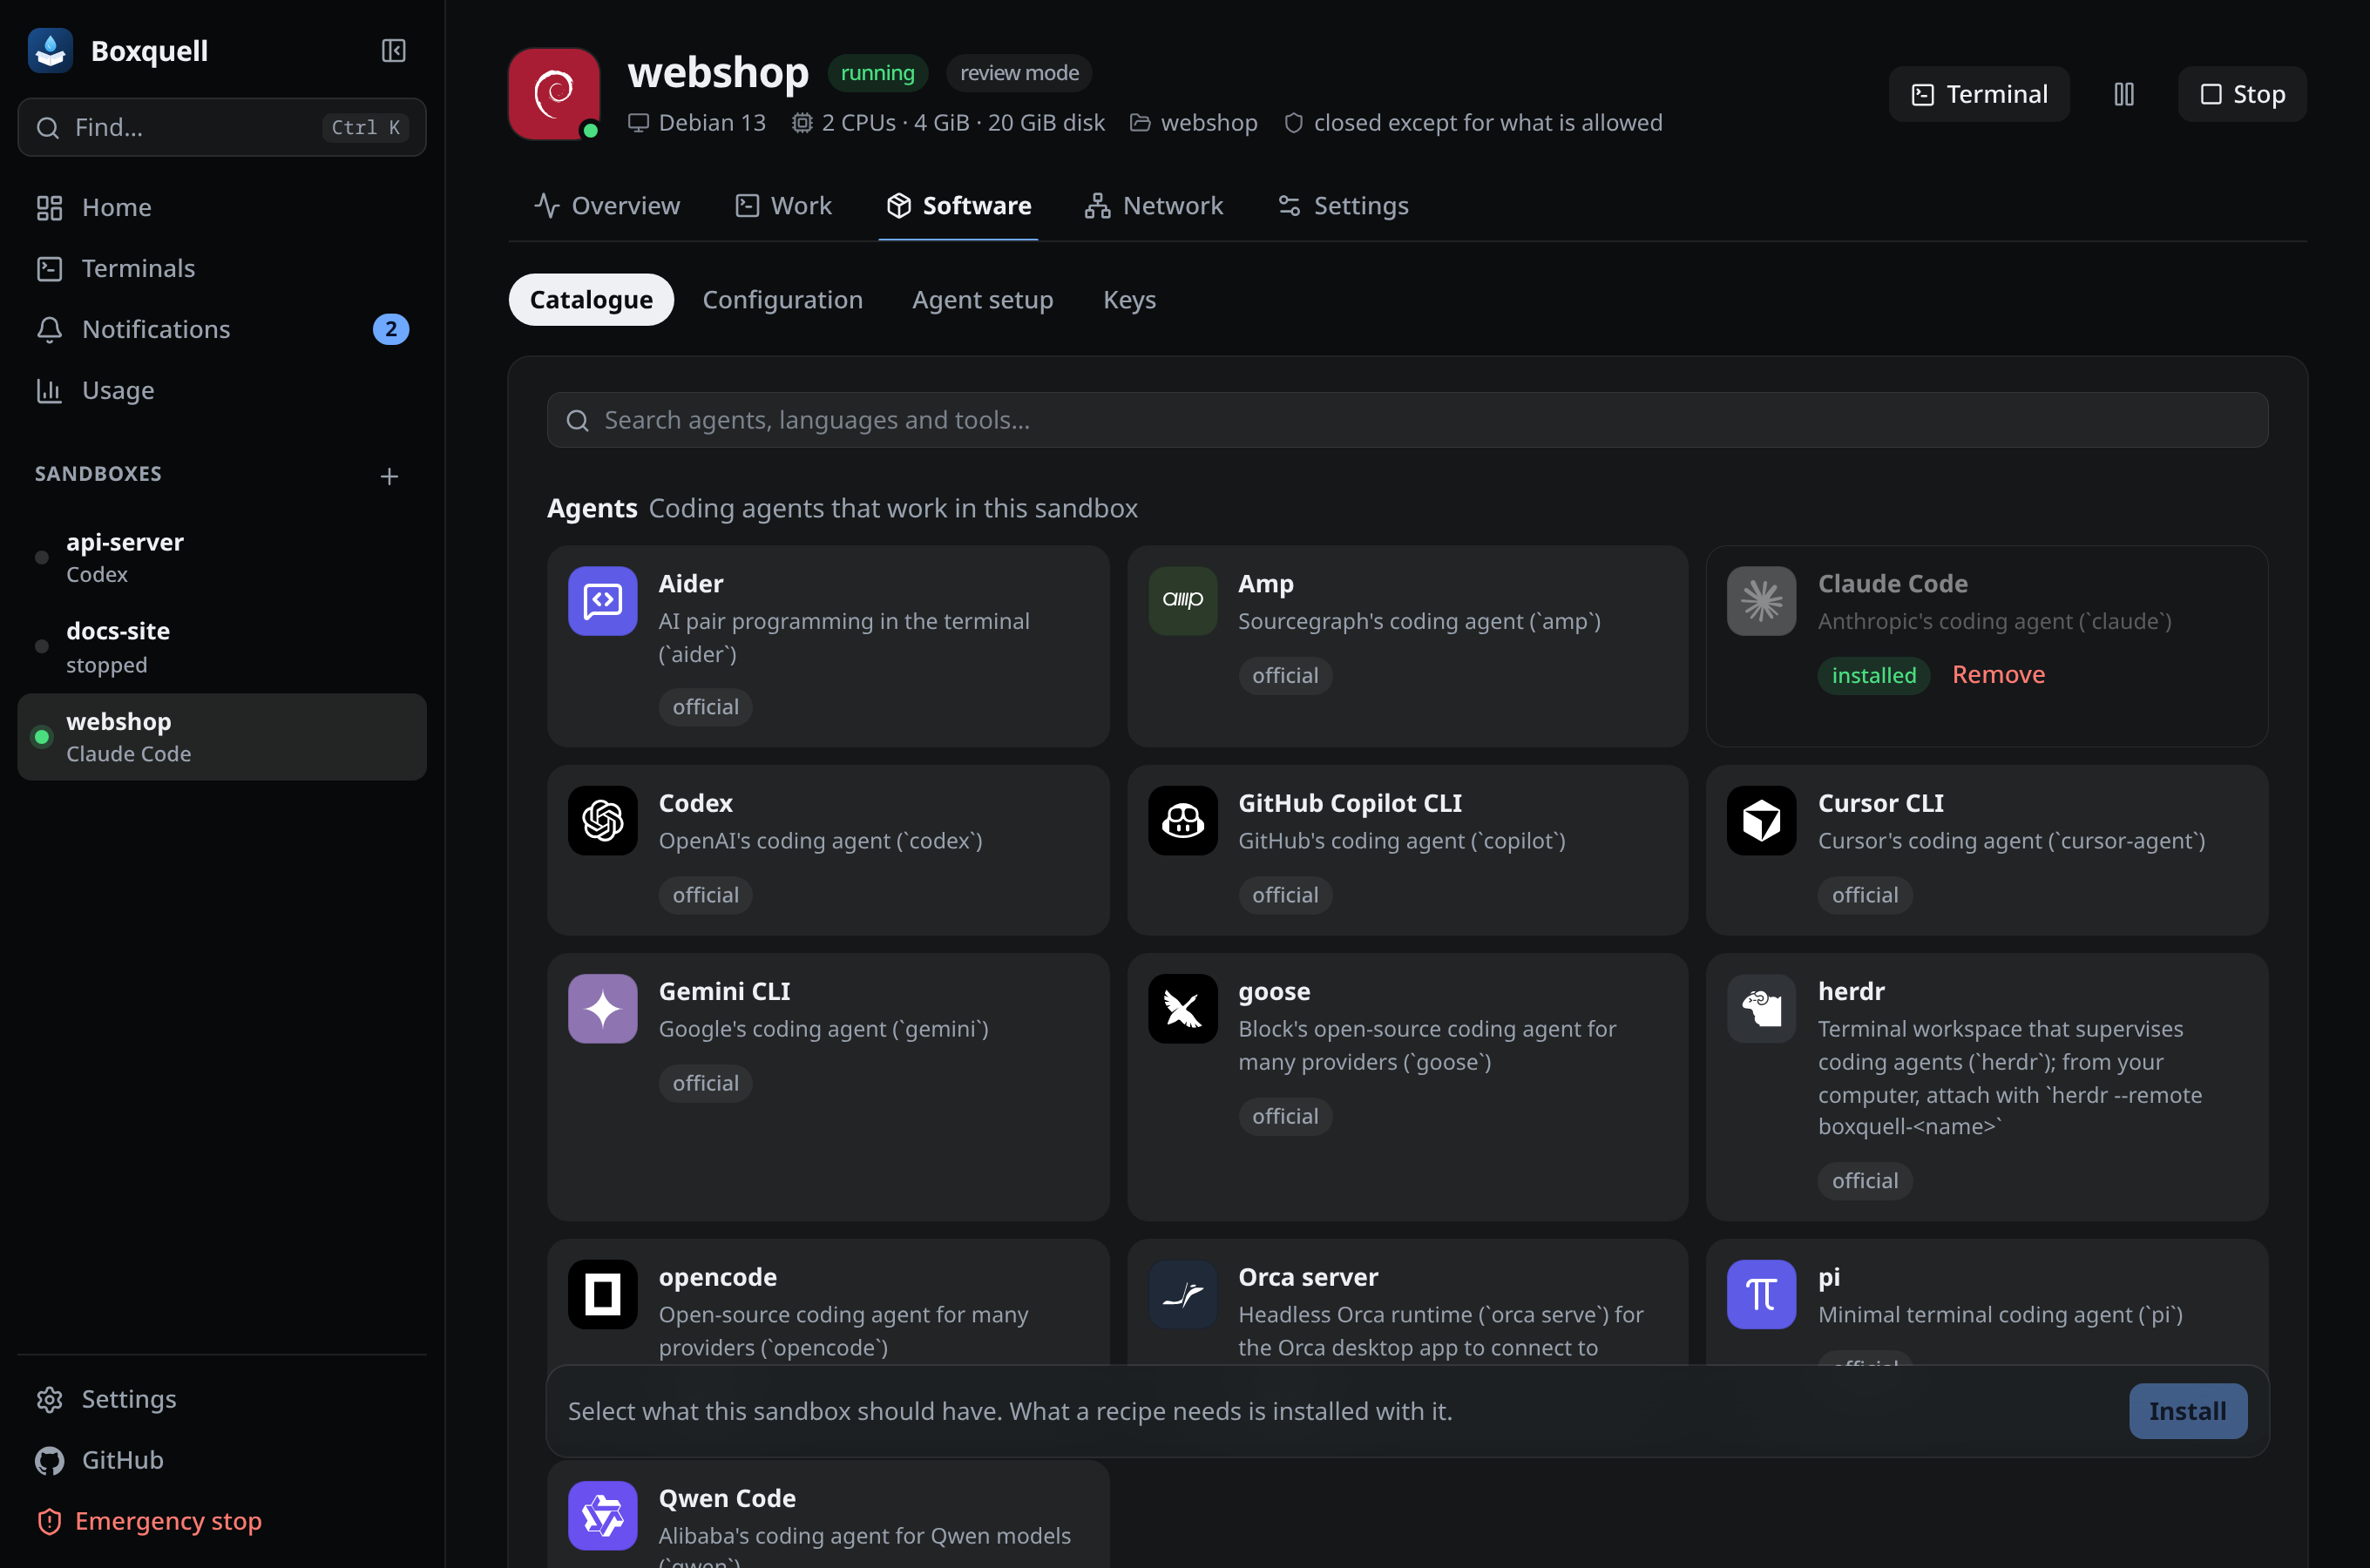 Boxquell
Find...
Ctrl K
Home
Terminals
Notifications
2
Usage
SANDBOXES
api-server
Codex
docs-site
stopped
webshop
Claude Code
Settings
GitHub
Emergency stop
webshop
running
review mode
Debian 13
2 CPUs · 4 GiB · 20 GiB disk
webshop
closed except for what is allowed
Terminal
Stop
Overview
Work
Software
Network
Settings
Catalogue
Configuration
Agent setup
Keys
Search agents, languages and tools...
Agents Coding agents that work in this sandbox
Aider
AI pair programming in the terminal
(`aider`)
official
amp
Amp
Sourcegraph's coding agent (`amp`)
official
Claude Code
Anthropic's coding agent (`claude`)
installed
Remove
Codex
OpenAI's coding agent (`codex`)
official
GitHub Copilot CLI
GitHub's coding agent (`copilot`)
official
Cursor CLI
Cursor's coding agent (`cursor-agent`)
official
Gemini CLI
Google's coding agent (`gemini`)
official
goose
Block's open-source coding agent for
many providers (`goose`)
official
herdr
Terminal workspace that supervises
coding agents (`herdr`); from your
computer, attach with `herdr --remote
boxquell-<name>`
official
opencode
Open-source coding agent for many
providers (`opencode`)
Orca server
Headless Orca runtime (`orca serve`) for
the Orca desktop app to connect to
π
pi
Minimal terminal coding agent (`pi`)
official
Select what this sandbox should have. What a recipe needs is installed with it.
Install
Qwen Code
Alibaba's coding agent for Qwen models
(`qwen`)